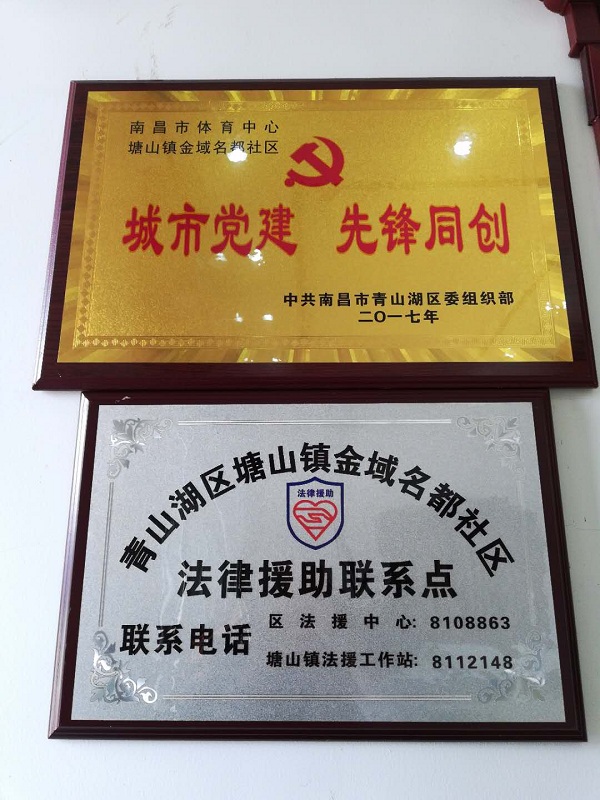 南昌市体育中心
塘山镇金域名都社区
城市党建 先锋同创
中共南昌市青山湖区委组织部
二〇一七年
青山湖区塘山镇金域名都社区
法律援助
法律援助联系点
联系电话
区法援中心: 8108863
塘山镇法援工作站: 8112148